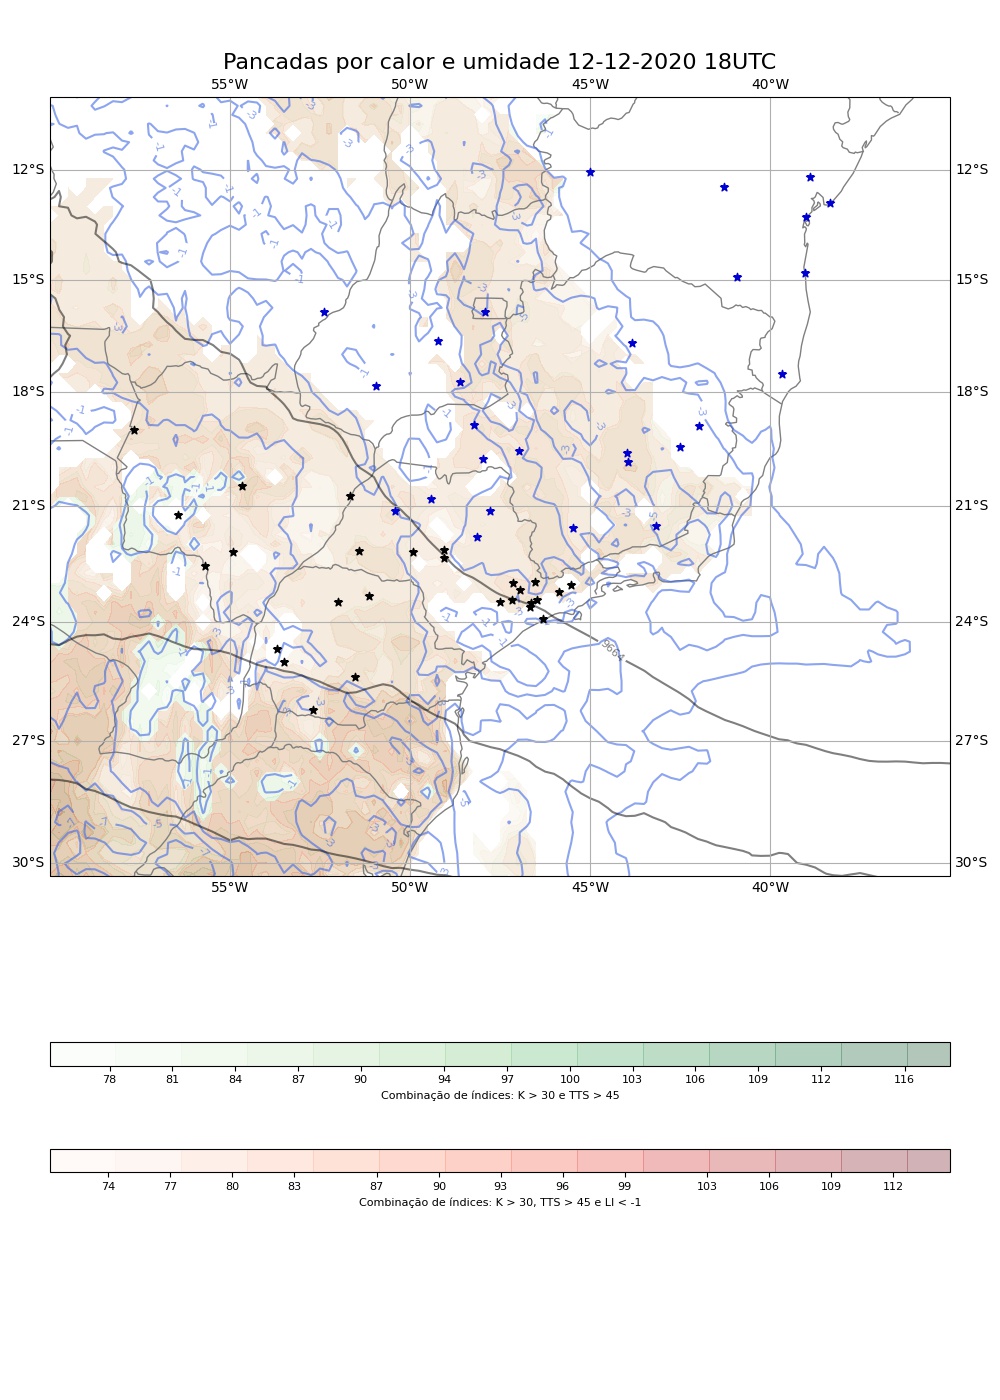 Pancadas por calor e umidade 12-12-2020 18UTC
55°W 50°W 45°W 40°W
12°S 12°S
15°S 15°S
18°S 18°S
21°S 21°S
24°S 24°S
27°S 27°S
30°S 30°S
9664
55°W 50°W 45°W 40°W
78 81 84 87 90 94 97 100 103 106 109 112 116
Combinação de índices: K > 30 e TTS > 45
74 77 80 83 87 90 93 96 99 103 106 109 112
Combinação de índices: K > 30, TTS > 45 e LI < -1